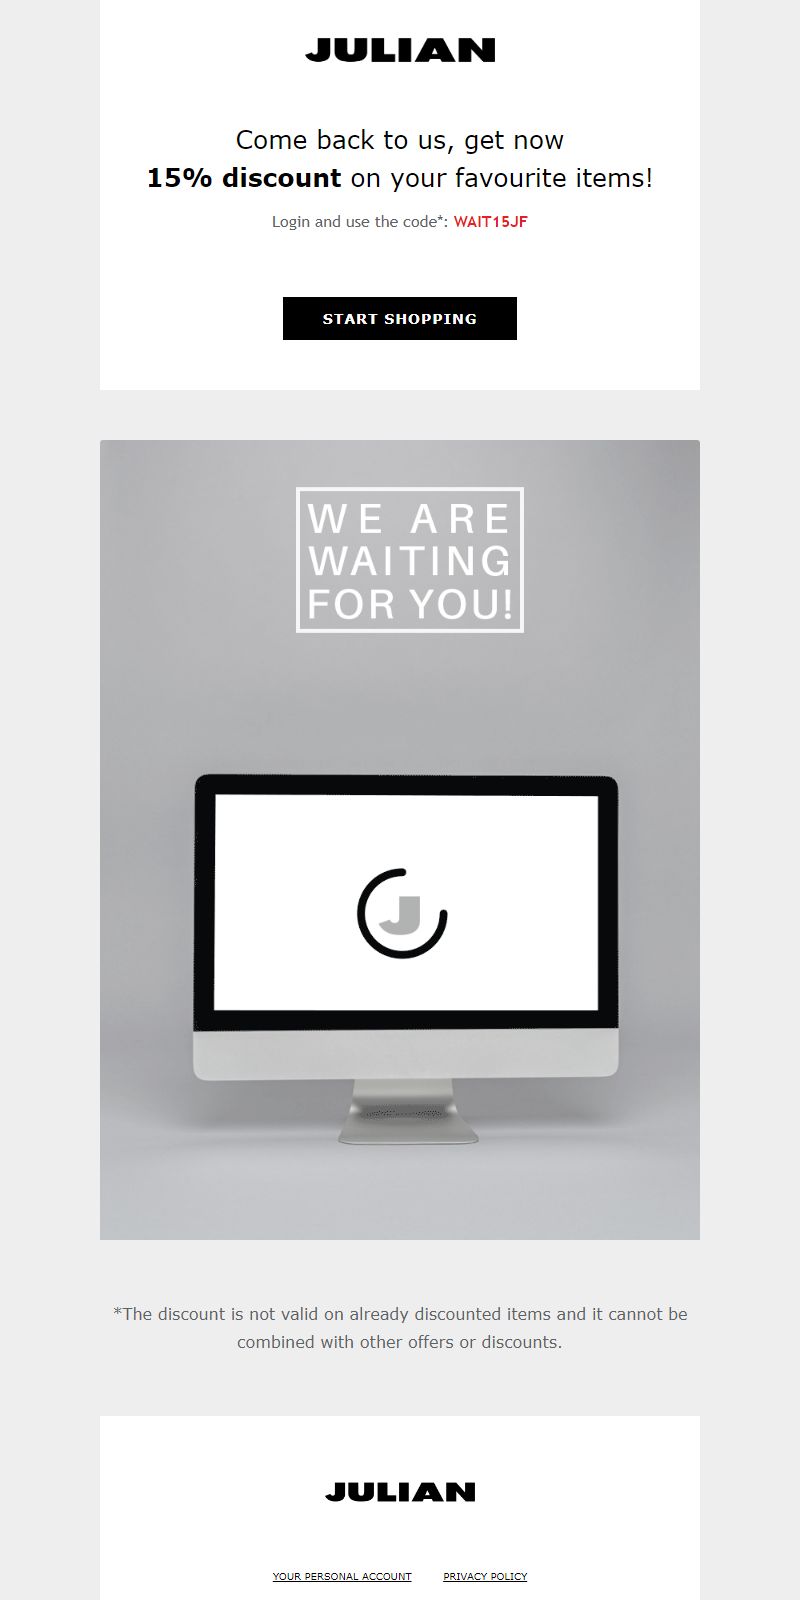 JULIAN
Come back to us, get now
15% discount on your favourite items!
Login and use the code*: WAIT15JF
START SHOPPING
WE ARE
WAITING
FOR YOU!
J
*The discount is not valid on already discounted items and it cannot be
combined with other offers or discounts.
JULIAN
YOUR PERSONAL ACCOUNT PRIVACY POLICY